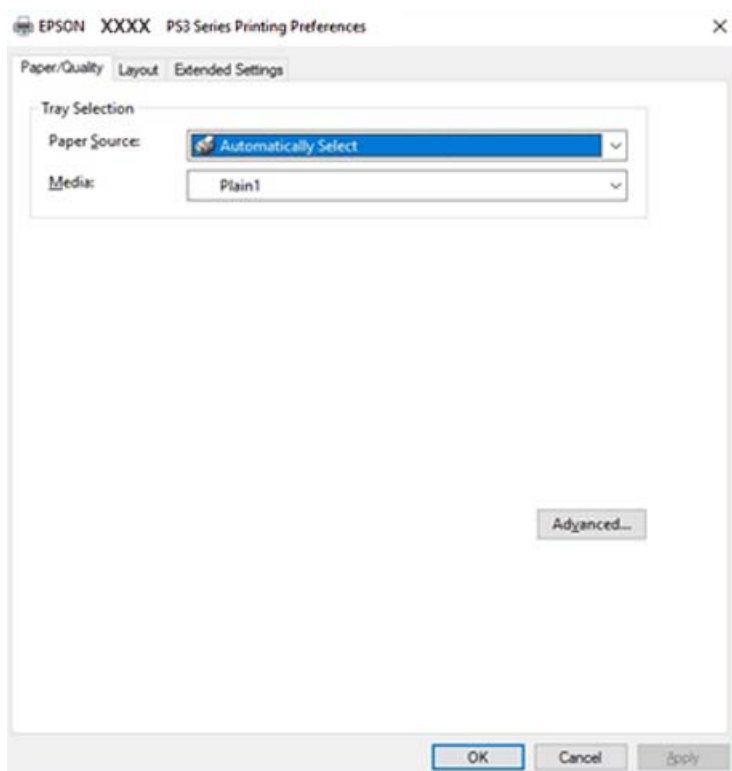 EPSON XXXX PS3 Series Printing Preferences
Paper/Quality Layout Extended Settings
Tray Selection
Paper Source: Automatically Select
Media: Plain1
Advanced...
OK Cancel Apply